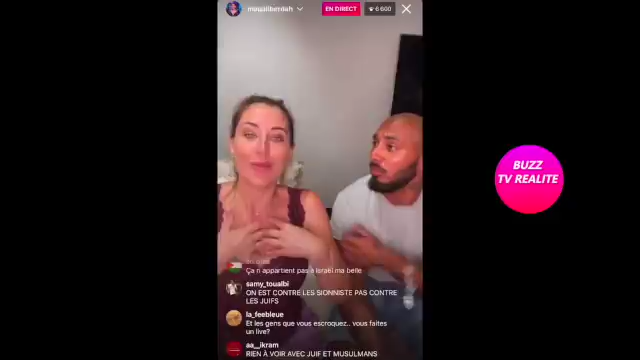 EN DIRECT
6 600
BUZZ
TV REALITE
Ça n appartient pas à Israël ma belle
samy_toualbi
ON EST CONTRE LES SIONNISTE PAS CONTRE
LES JUIFS
la_feebleue
Et les gens que vous escroquez.. vous faites
un live?
aa__ikram
RIEN À VOIR AVEC JUIF ET MUSULMANS